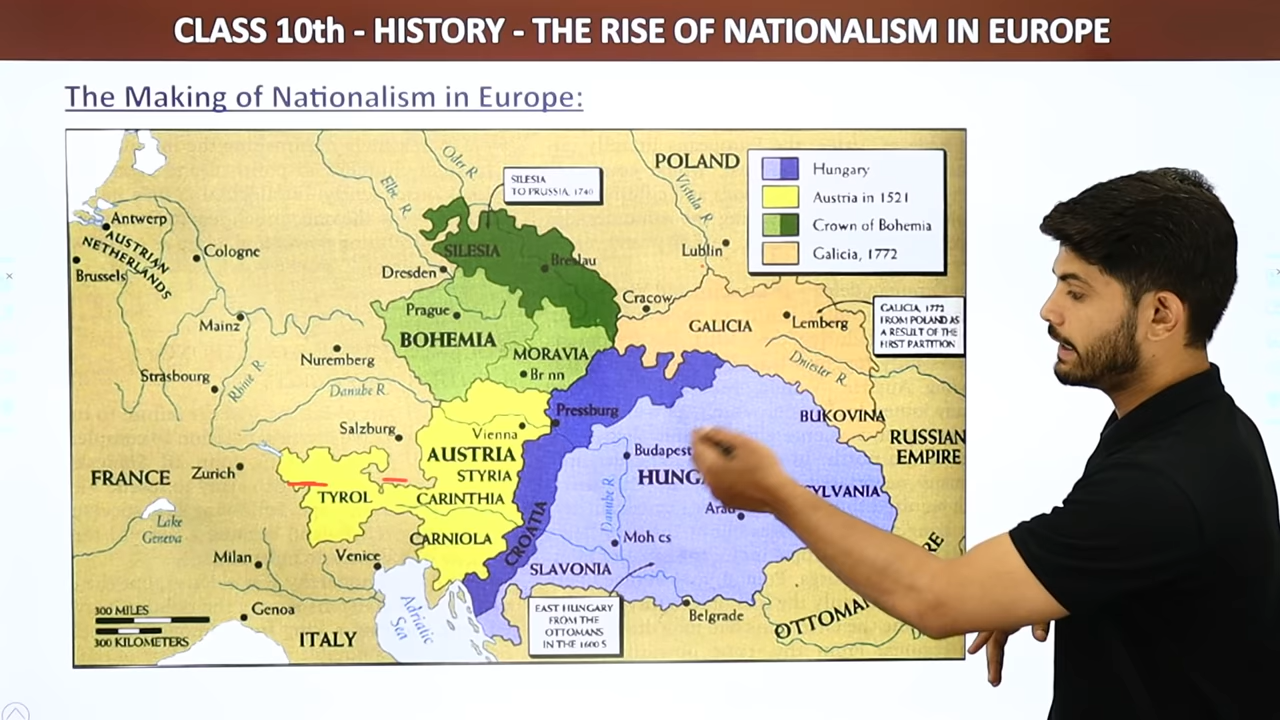 CLASS 10th - HISTORY - THE RISE OF NATIONALISM IN EUROPE
The Making of Nationalism in Europe:
POLAND
Hungary
Austria in 1521
Crown of Bohemia
Galicia, 1772
SILESIA
TO PRUSSIA, 1740
Oder R.
Elbe R.
Vistula R.
Antwerp
AUSTRIAN
NETHERLANDS
Brussels
Cologne
SILESIA
Breslau
Dresden
Lublin
Cracow
Prague
BOHEMIA
MORAVIA
Br nn
GALICIA
Lemberg
GALICIA, 1772
FROM POLAND AS
A RESULT OF THE
FIRST PARTITION
Mainz
Nuremberg
Strasbourg
Rhine R.
Danube R.
Dniester R.
Salzburg
Vienna
Pressburg
BUKOVINA
RUSSIAN
EMPIRE
AUSTRIA
STYRIA
Budapest
FRANCE
Zurich
TYROL
CARINTHIA
Danube R.
Arad
Lake
Geneva
CARNIOLA
CROATIA
Moh cs
Milan
Venice
SLAVONIA
300 MILES
300 KILOMETERS
Genoa
ITALY
Adriatic
Sea
EAST HUNGARY
FROM THE
OTTOMANS
IN THE 1600 S
Belgrade